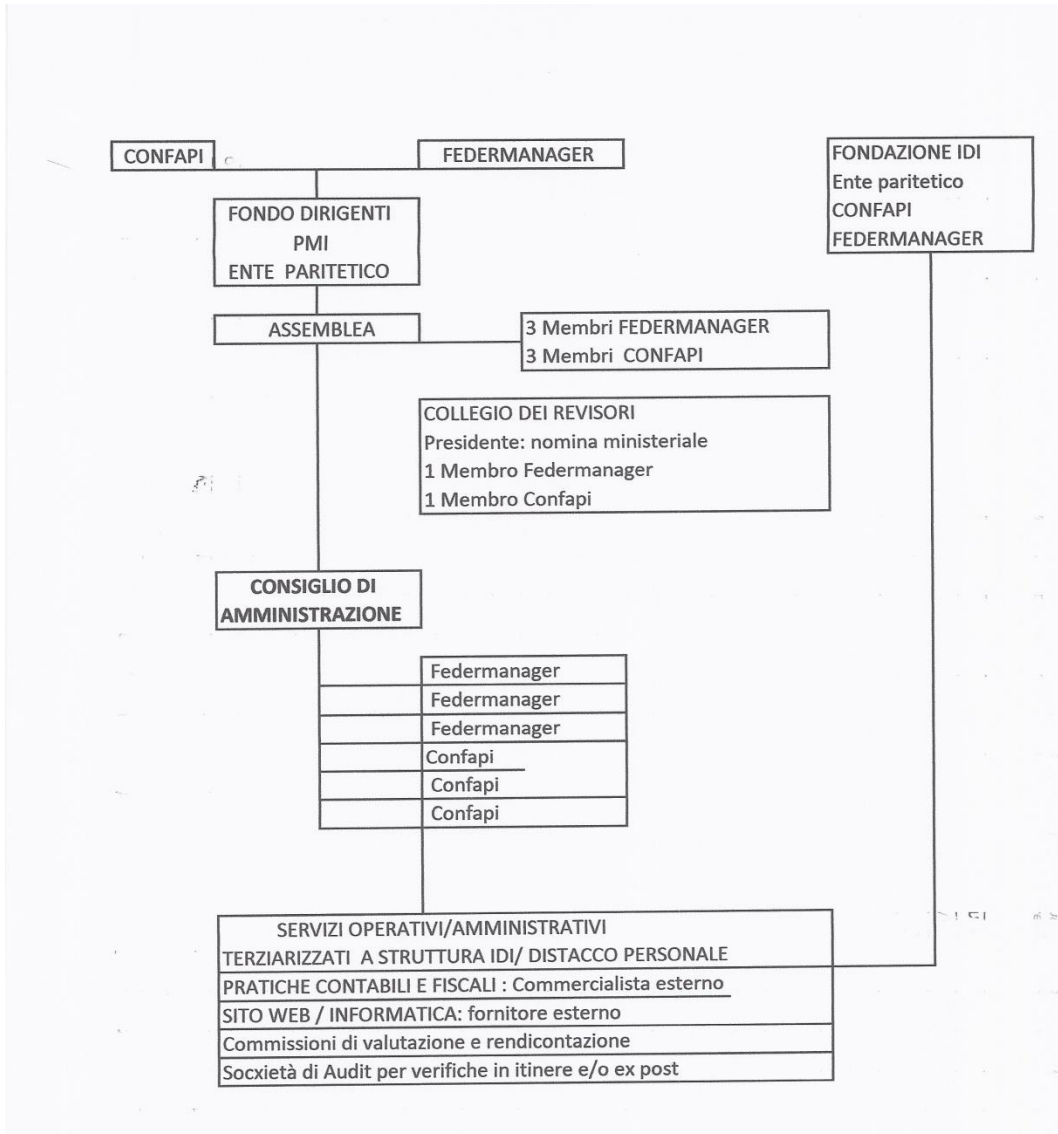 CONFAPI
FEDERMANAGER
FONDAZIONE IDI
Ente paritetico
CONFAPI
FEDERMANAGER
FONDO DIRIGENTI
PMI
ENTE PARITETICO
ASSEMBLEA
3 Membri FEDERMANAGER
3 Membri CONFAPI
COLLEGIO DEI REVISORI
Presidente: nomina ministeriale
1 Membro Federmanager
1 Membro Confapi
CONSIGLIO DI
AMMINISTRAZIONE
Federmanager
Federmanager
Federmanager
Confapi
Confapi
Confapi
SERVIZI OPERATIVI/AMMINISTRATIVI
TERZIARIZZATI A STRUTTURA IDI/ DISTACCO PERSONALE
PRATICHE CONTABILI E FISCALI : Commercialista esterno
SITO WEB / INFORMATICA: fornitore esterno
Commissioni di valutazione e rendicontazione
Socxietà di Audit per verifiche in itinere e/o ex post